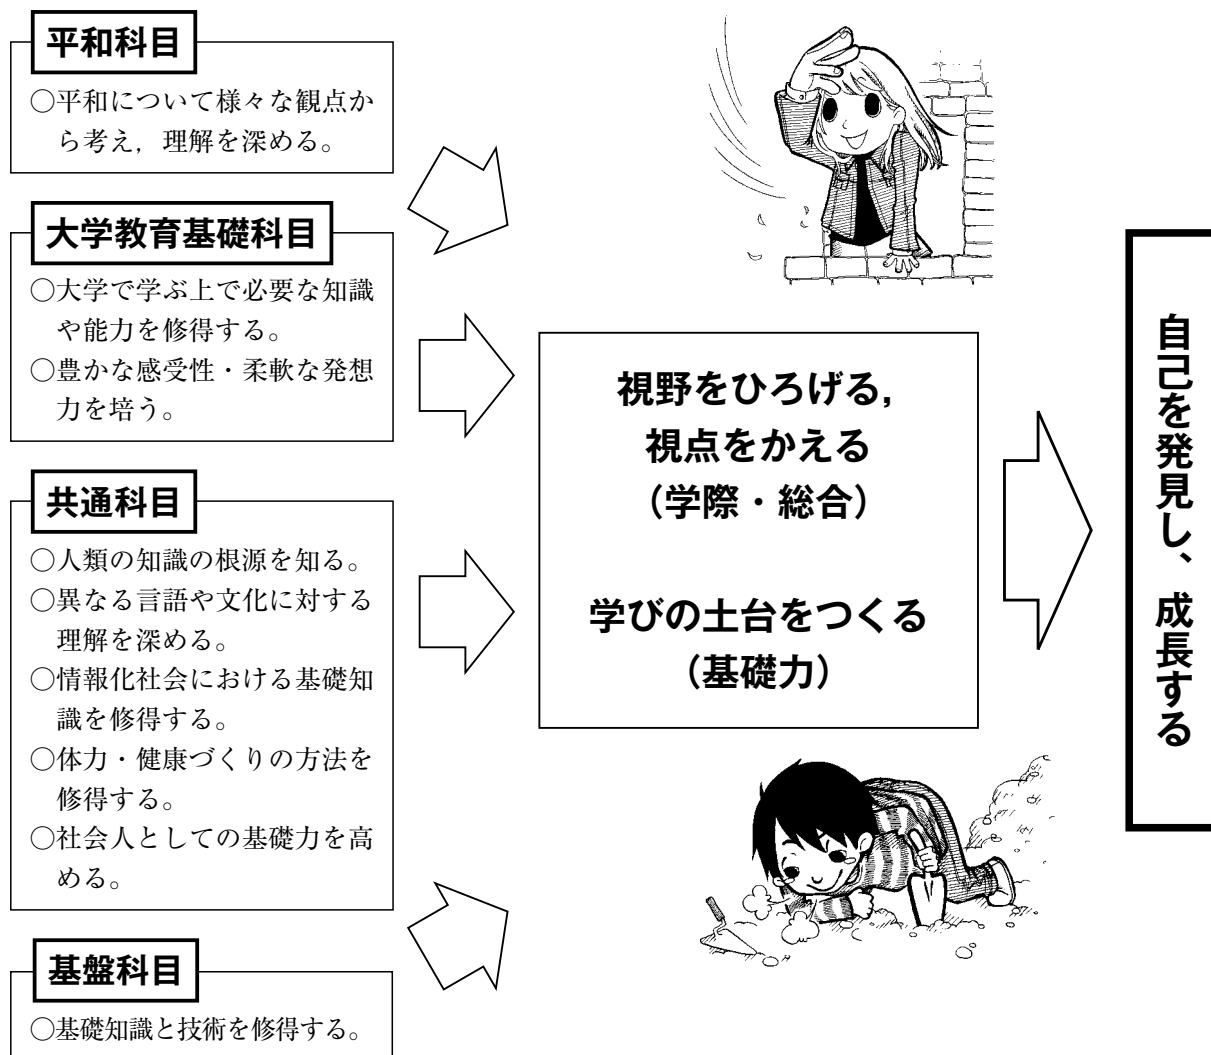 平和科目
○平和について様々な観点か
ら考え，理解を深める。
大学教育基礎科目
○大学で学ぶ上で必要な知識
や能力を修得する。
○豊かな感受性・柔軟な発想
力を培う。
共通科目
○人類の知識の根源を知る。
○異なる言語や文化に対する
理解を深める。
○情報化社会における基礎知
識を修得する。
○体力・健康づくりの方法を
修得する。
○社会人としての基礎力を高
める。
基盤科目
○基礎知識と技術を修得する。
視野をひろげる，
視点をかえる
（学際・総合）
学びの土台をつくる
（基礎力）
自己を発見し、成長する